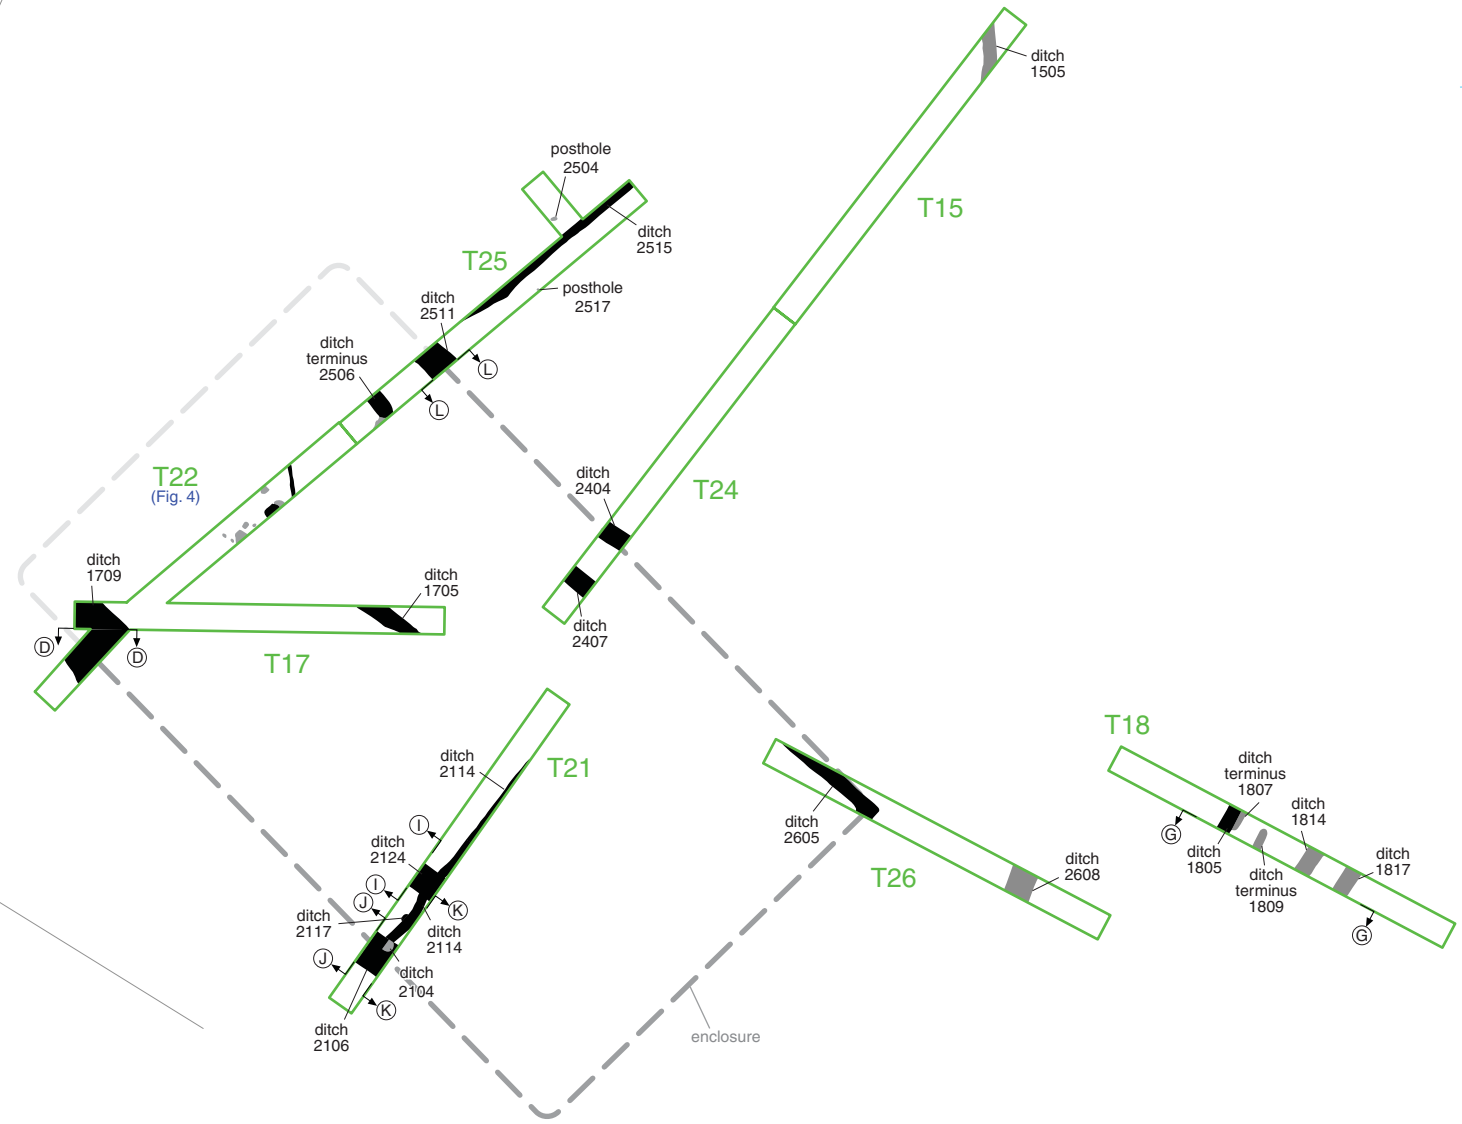 ditch
1505
T15
posthole
2504
ditch
2515
T25
posthole
2517
ditch
2511
L
L
ditch
terminus
2506
T22
(Fig. 4)
ditch
2404
T24
ditch
2407
ditch
1709
ditch
1705
D
D
T17
T21
ditch
2114
I
ditch
2124
I
J
K
ditch
2117
ditch
2114
J
ditch
2104
K
ditch
2106
ditch
2605
T26
ditch
2608
enclosure
T18
ditch
terminus
1807
ditch
1814
G
ditch
1805
ditch
terminus
1809
ditch
1817
G